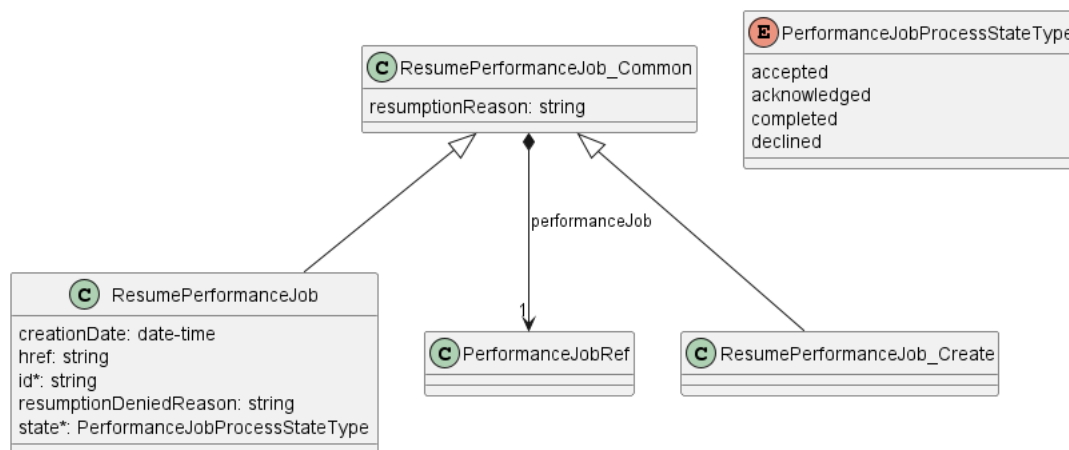 C ResumePerformanceJob_Common
resumptionReason: string
E PerformanceJobProcessStateType
accepted
acknowledged
completed
declined
performanceJob
1
C ResumePerformanceJob
creationDate: date-time
href: string
id*: string
resumptionDeniedReason: string
state*: PerformanceJobProcessStateType
C PerformanceJobRef
C ResumePerformanceJob_Create